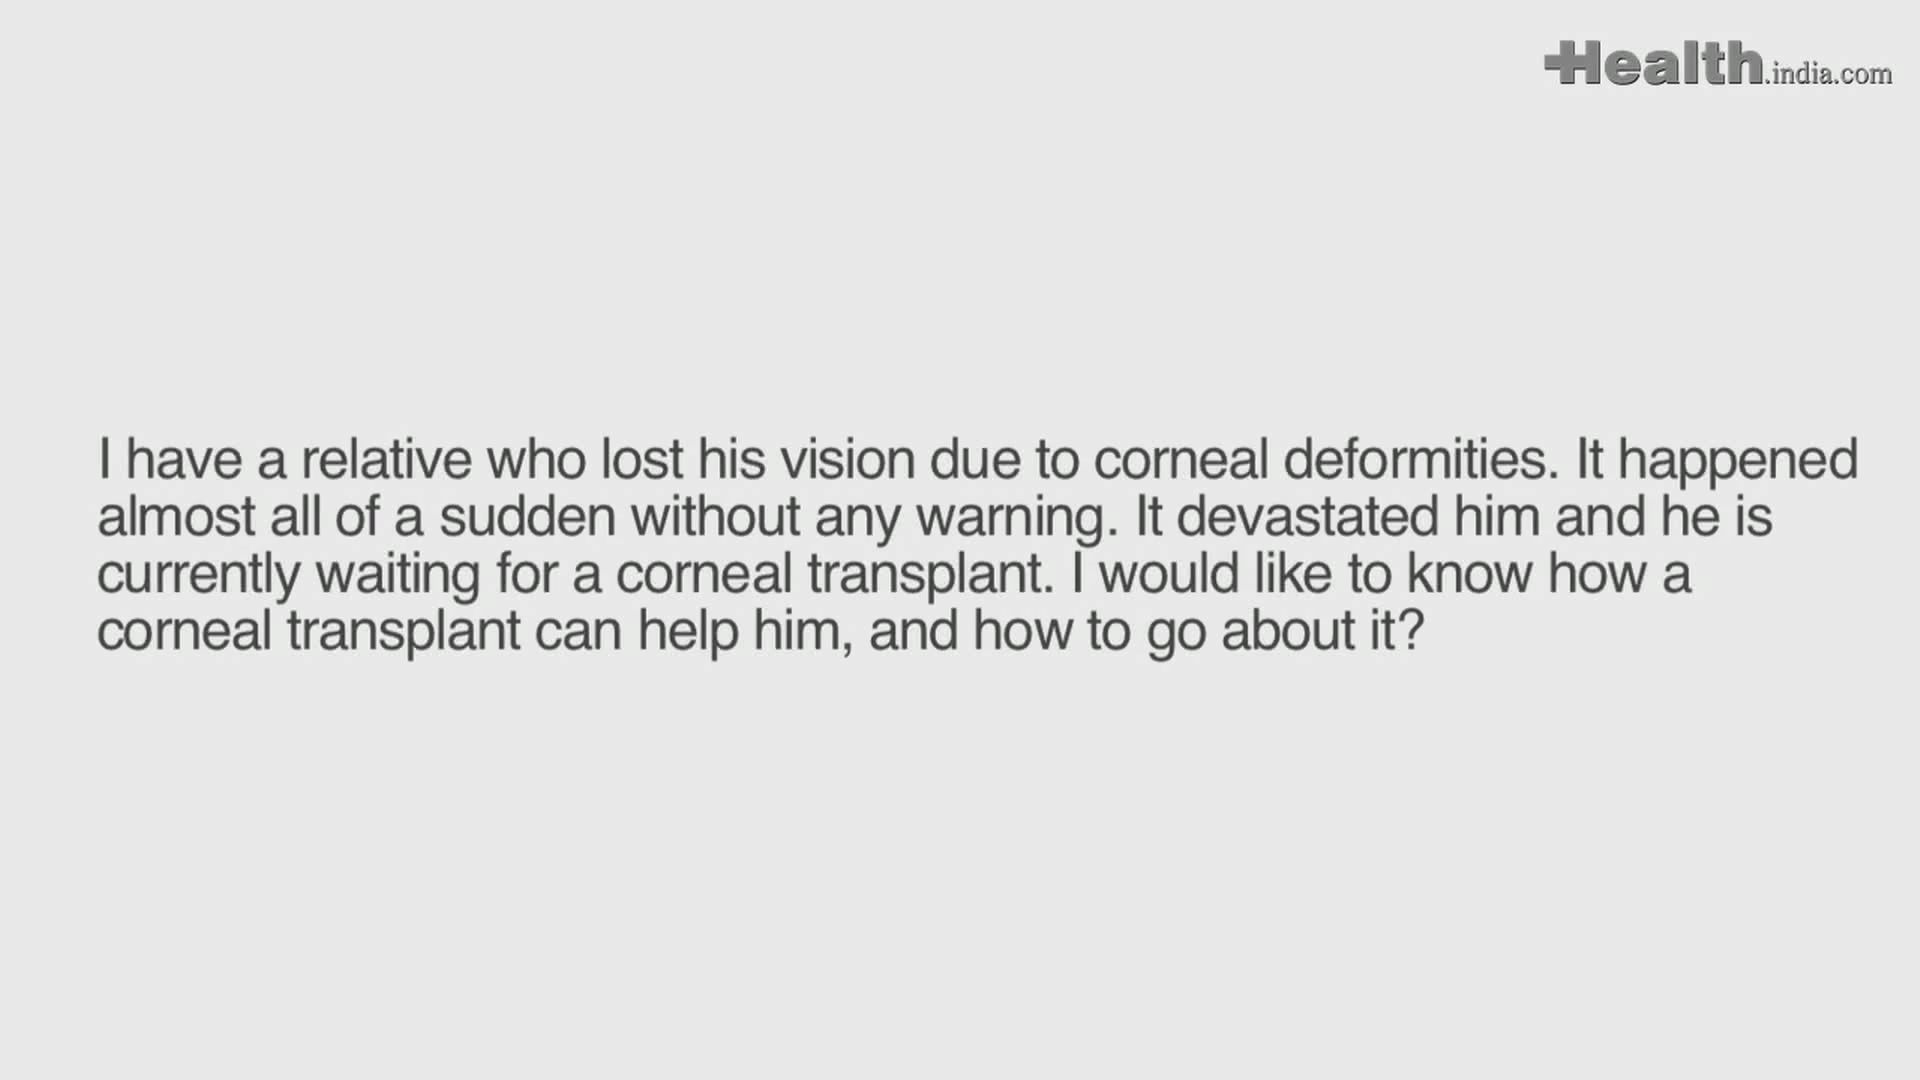 Health.india.com
I have a relative who lost his vision due to corneal deformities. It happened
almost all of a sudden without any warning. It devastated him and he is
currently waiting for a corneal transplant. I would like to know how a
corneal transplant can help him, and how to go about it?